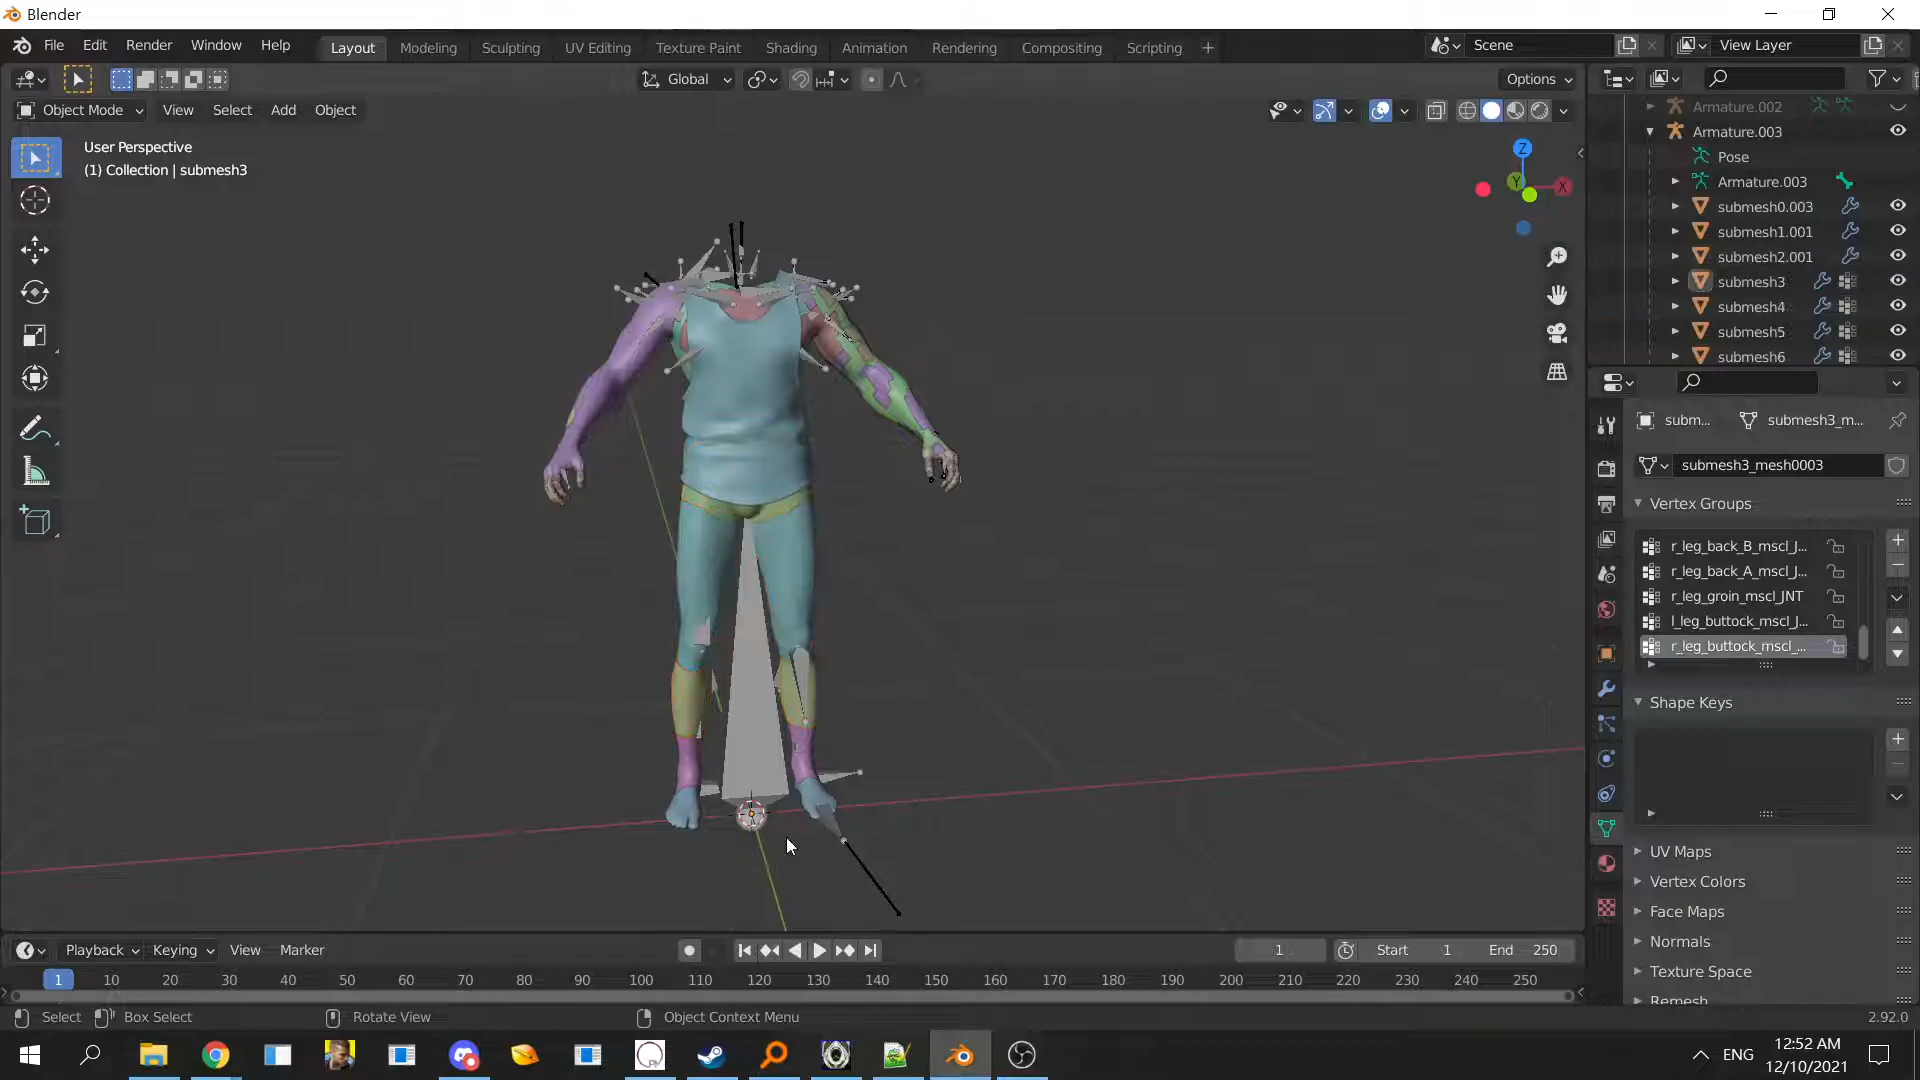 Blender
File Edit Render Window Help Layout Modeling Sculpting UV Editing Texture Paint Shading Animation Rendering Compositing Scripting + Scene View Layer
Global Options
Object Mode View Select Add Object
User Perspective
(1) Collection | submesh3
Z
Y
X
Armature.002
Armature.003
Pose
Armature.003
submesh0.003
submesh1.001
submesh2.001
submesh3
submesh4
submesh5
submesh6
subm... submesh3_m...
submesh3_mesh0003
Vertex Groups
r_leg_back_B_mscl_J...
r_leg_back_A_mscl_J...
r_leg_groin_mscl_JNT
l_leg_buttock_mscl_J...
r_leg_buttock_mscl_...
Shape Keys
UV Maps
Vertex Colors
Face Maps
Normals
Texture Space
Remesh
Playback Keying View Marker 1 Start 1 End 250
1 10 20 30 40 50 60 70 80 90 100 110 120 130 140 150 160 170 180 190 200 210 220 230 240 250
Select Box Select Rotate View Object Context Menu 2.92.0
ENG
12:52 AM
12/10/2021